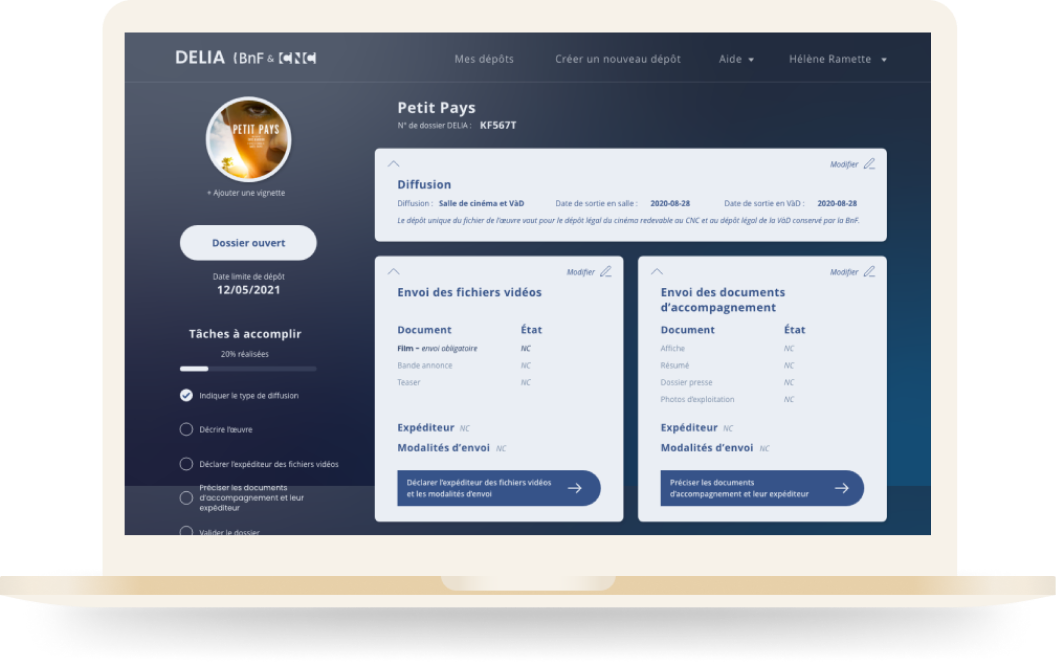 DELIA (BnF & CNC
Mes dépôts
Créer un nouveau dépôt
Aide
Hélène Ramette
PETIT PAYS
+ Ajouter une vignette
Dossier ouvert
Date limite de dépôt
12/05/2021
Tâches à accomplir
20% réalisées
Indiquer le type de diffusion
Décrire l'œuvre
Déclarer l'expéditeur des fichiers vidéos
Préciser les documents
d'accompagnement et leur
expéditeur
Valider le dossier
Petit Pays
N° de dossier DELIA : KF567T
Modifier
Diffusion
Diffusion : Salle de cinéma et VàD
Date de sortie en salle : 2020-08-28
Date de sortie en VàD : 2020-08-28
Le dépôt unique du fichier de l'œuvre vaut pour le dépôt légal du cinéma redevable au CNC et au dépôt légal de la VàD conservé par la BnF.
Modifier
Envoi des fichiers vidéos
Document État
Film – envoi obligatoire NC
Bande annonce NC
Teaser NC
Expéditeur NC
Modalités d'envoi NC
Déclarer l'expéditeur des fichiers vidéos
et les modalités d'envoi
Modifier
Envoi des documents
d'accompagnement
Document État
Affiche NC
Résumé NC
Dossier presse NC
Photos d'exploitation NC
Expéditeur NC
Modalités d'envoi NC
Préciser les documents
d'accompagnement et leur expéditeur